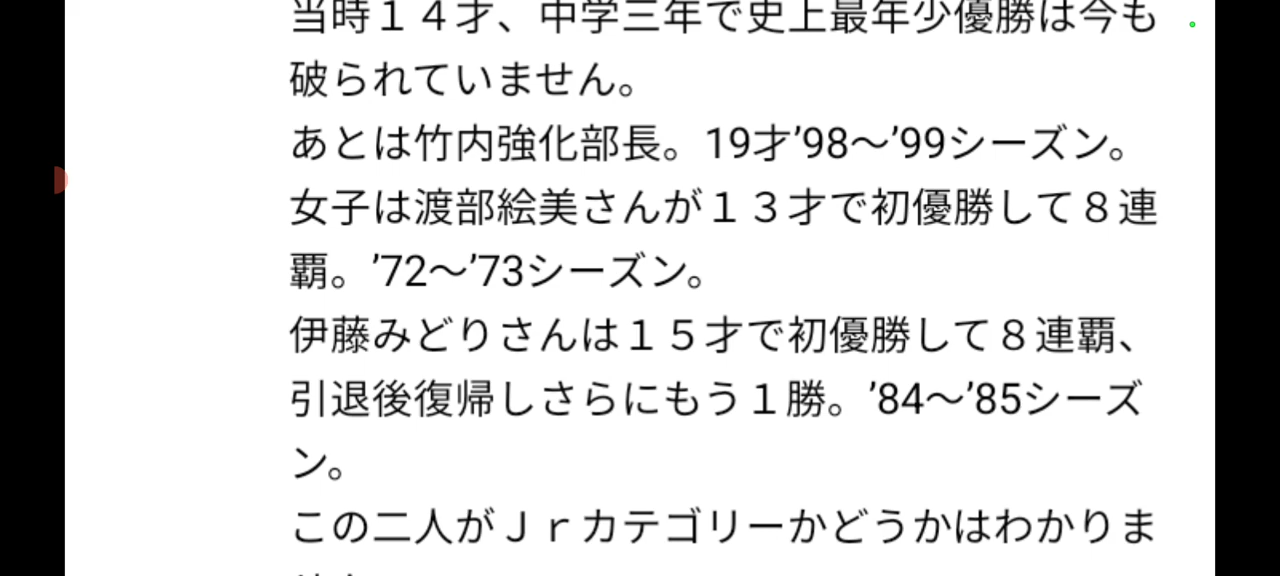 当時１４才、中学三年で史上最年少優勝は今も
破られていません。
あとは竹内強化部長。19才’98〜’99シーズン。
女子は渡部絵美さんが１３才で初優勝して８連
覇。’72〜’73シーズン。
伊藤みどりさんは１５才で初優勝して８連覇、
引退後復帰しさらにもう１勝。’84〜’85シーズ
ン。
この二人がＪｒカテゴリーかどうかはわかりま